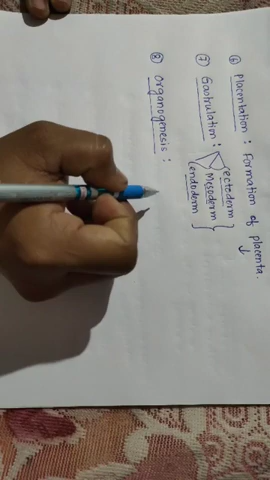 ⑥ Placentation : Formation of placenta. ↓
⑦ Gastrulation : ectoderm
Mesoderm
endoderm
⑧ Organogenesis :